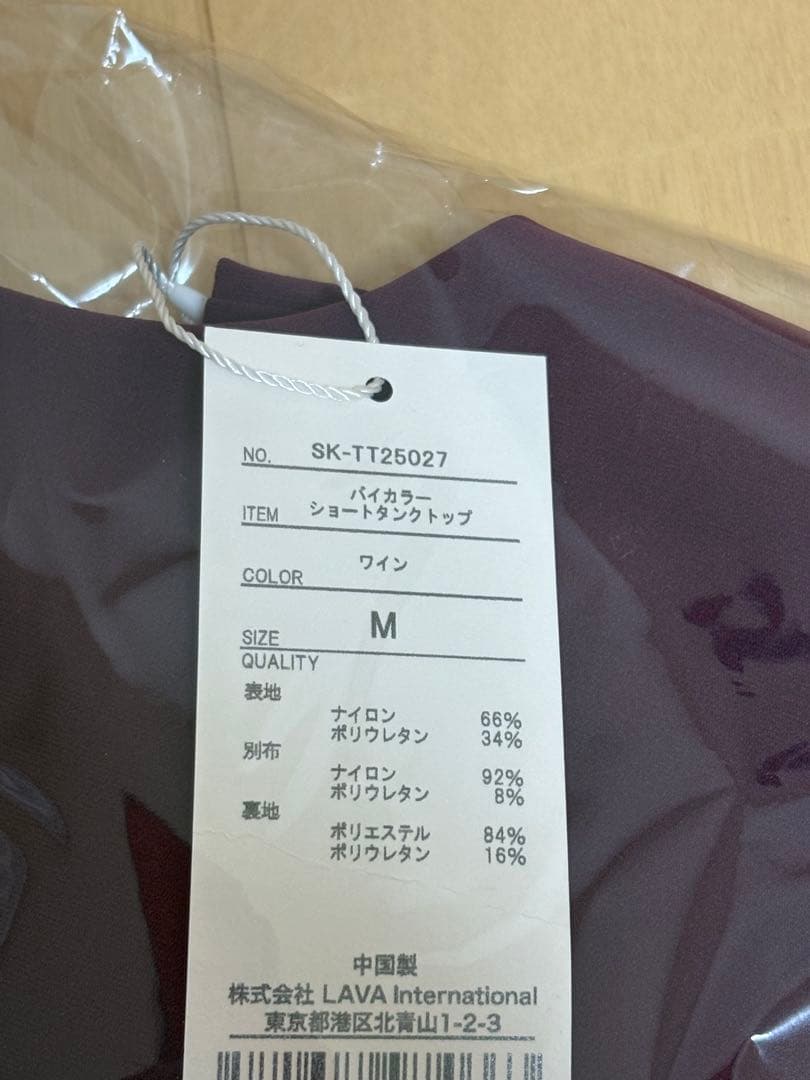 NO. SK-TT25027
バイカラー
ITEM ショートタンクトップ
COLOR ワイン
SIZE M
QUALITY
表地
ナイロン 66%
ポリウレタン 34%
別布
ナイロン 92%
ポリウレタン 8%
裏地
ポリエステル 84%
ポリウレタン 16%
中国製
株式会社 LAVA International
東京都港区北青山1-2-3